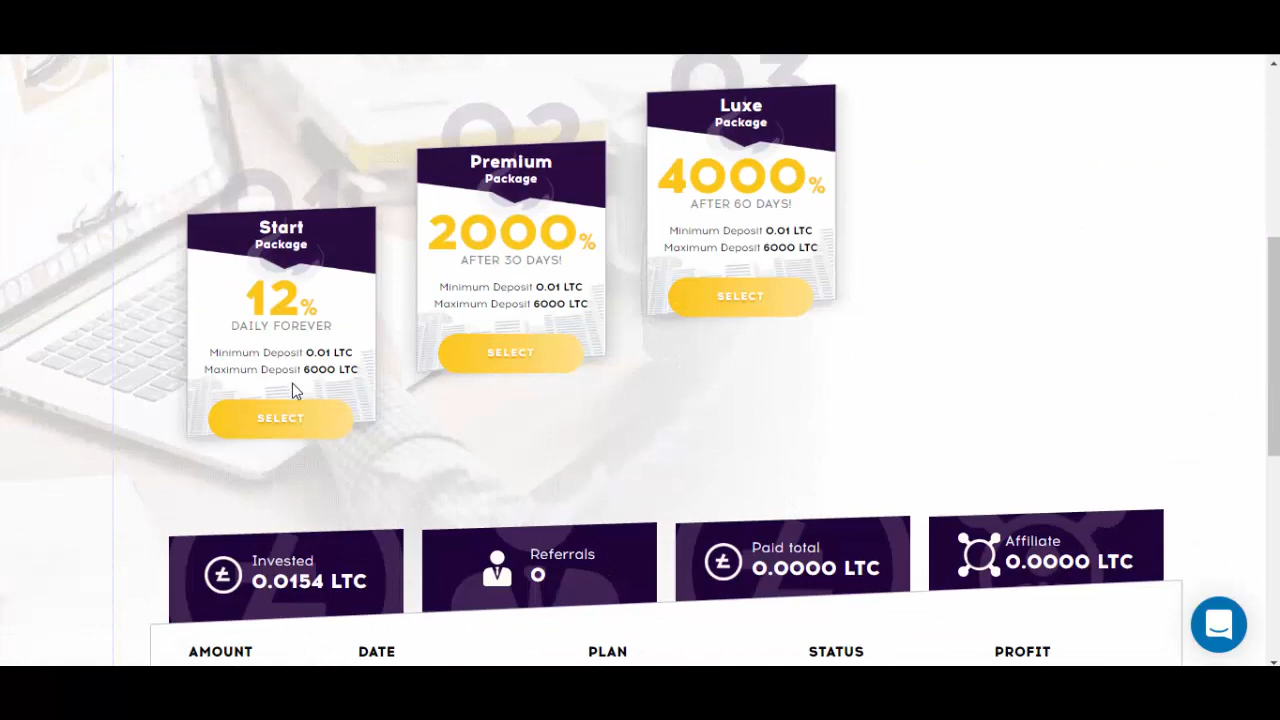 03
Luxe
Package
4000%
AFTER 60 DAYS!
Minimum Deposit 0.01 LTC
Maximum Deposit 6000 LTC
SELECT
02
Premium
Package
2000%
AFTER 30 DAYS!
Minimum Deposit 0.01 LTC
Maximum Deposit 6000 LTC
SELECT
01
Start
Package
12%
DAILY FOREVER
Minimum Deposit 0.01 LTC
Maximum Deposit 6000 LTC
SELECT
Invested
0.0154 LTC
Referrals
0
Paid total
0.0000 LTC
Affiliate
0.0000 LTC
AMOUNT DATE PLAN STATUS PROFIT